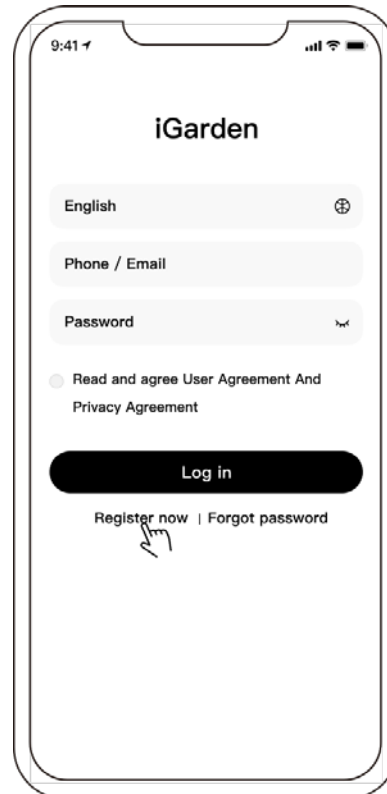 9:41
iGarden
English
Phone / Email
Password
Read and agree User Agreement And
Privacy Agreement
Log in
Register now | Forgot password